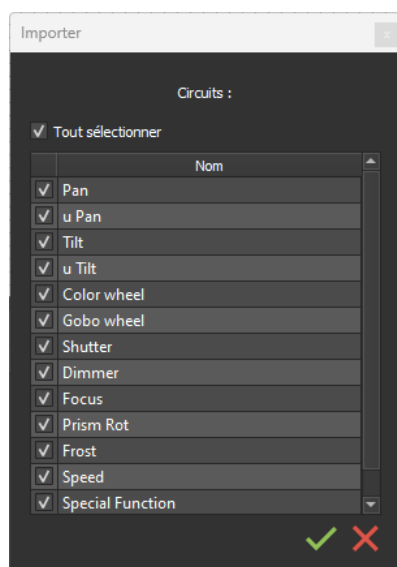 Importer
x
Circuits :
Tout sélectionner
Nom
Pan
u Pan
Tilt
u Tilt
Color wheel
Gobo wheel
Shutter
Dimmer
Focus
Prism Rot
Frost
Speed
Special Function